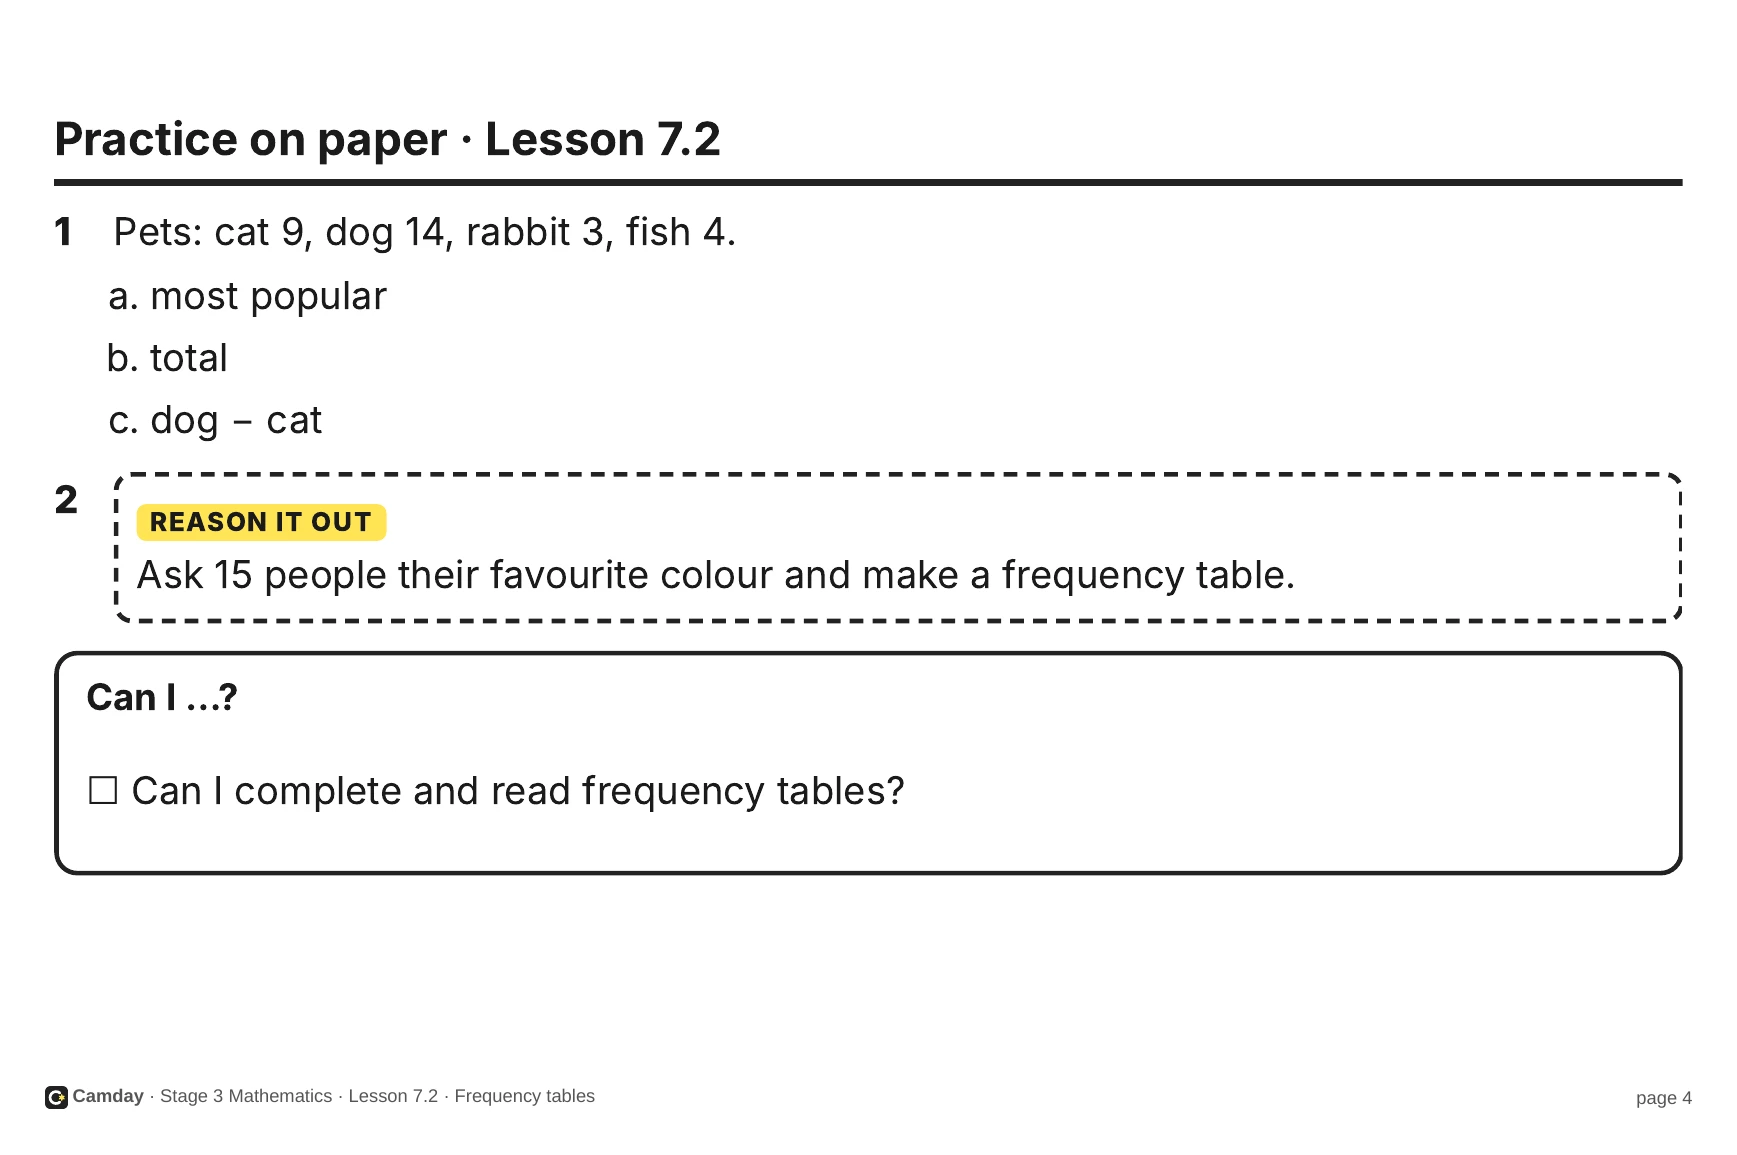 Practice on paper · Lesson 7.2
1 Pets: cat 9, dog 14, rabbit 3, fish 4.
a. most popular
b. total
c. dog − cat
2
REASON IT OUT
Ask 15 people their favourite colour and make a frequency table.
Can I …?
☐ Can I complete and read frequency tables?
Camday · Stage 3 Mathematics · Lesson 7.2 · Frequency tables
page 4